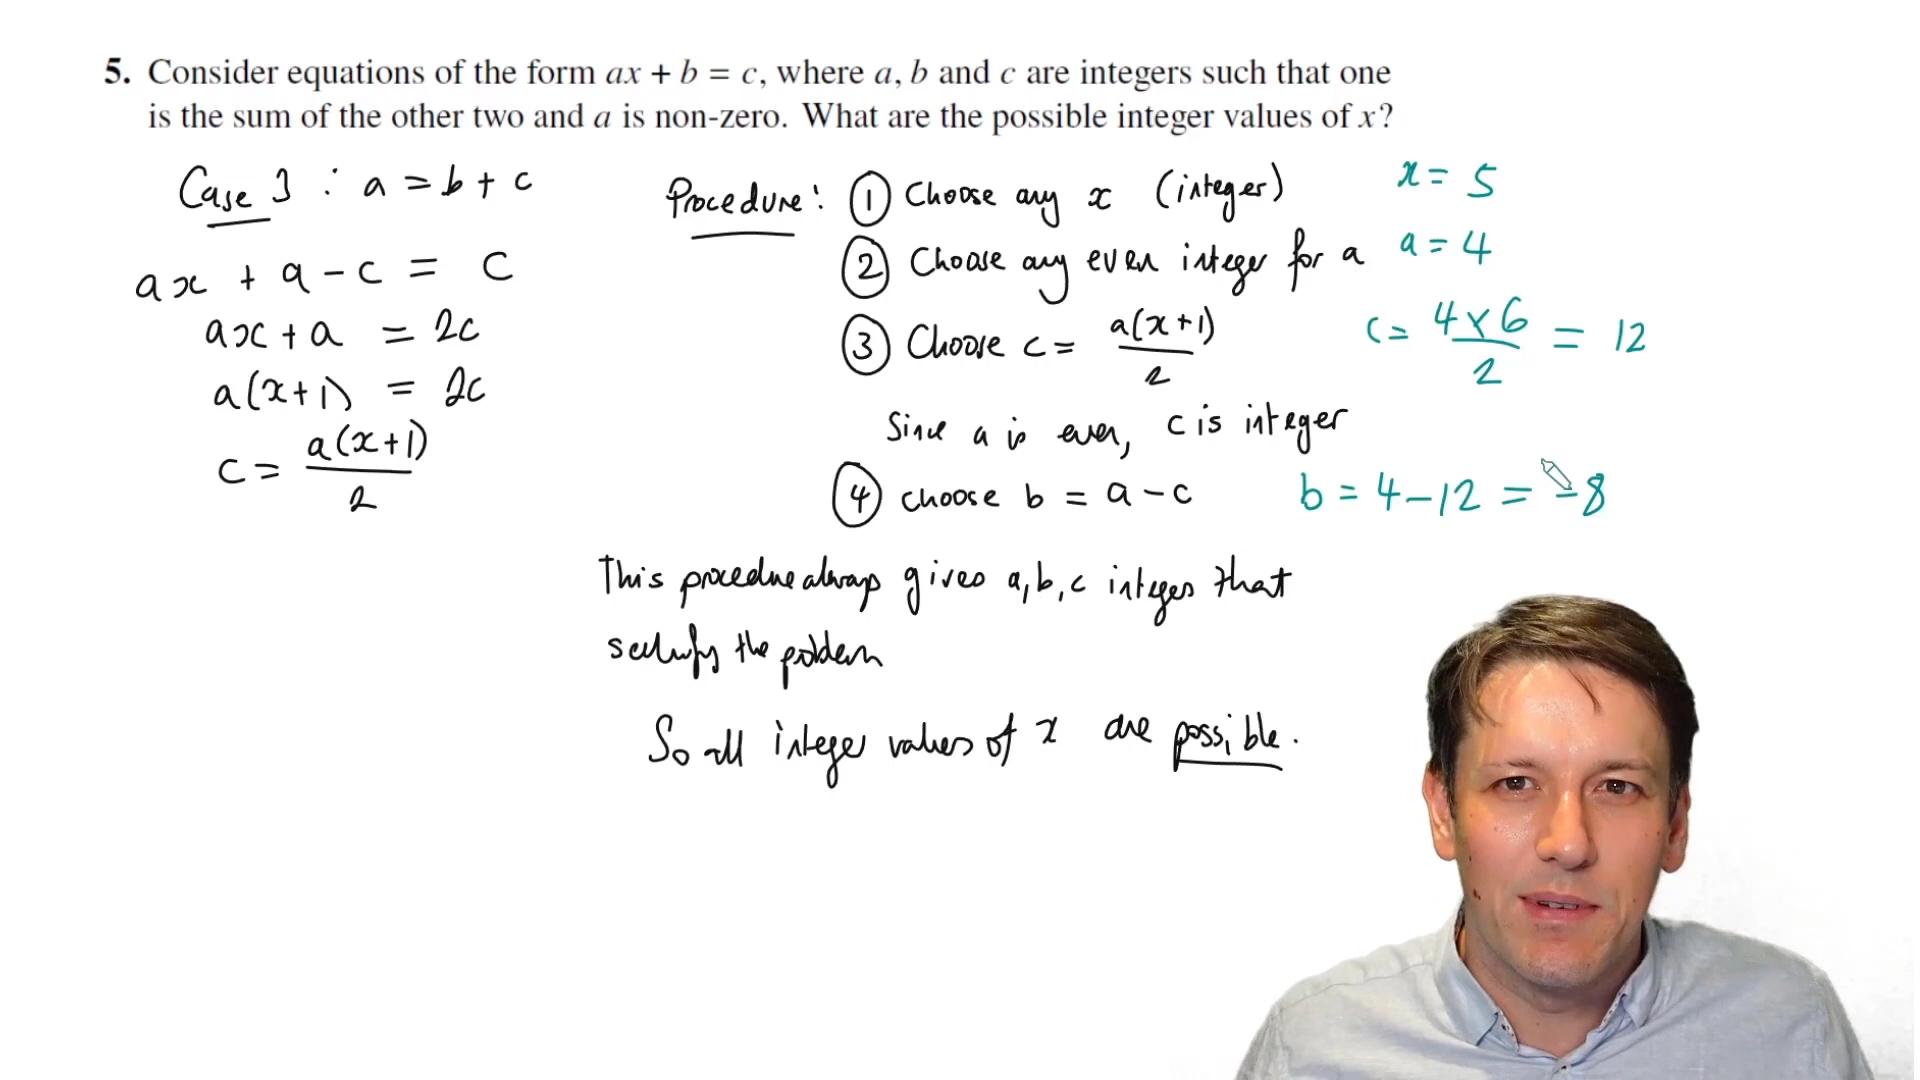 5. Consider equations of the form ax + b = c, where a, b and c are integers such that one
is the sum of the other two and a is non-zero. What are the possible integer values of x?
Case 3 : a = b + c
ax + a - c = c
ax + a = 2c
a(x+1) = 2c
c = a(x+1)/2
Procedure: ① Choose any x (integer) x = 5
② Choose any even integer for a a = 4
③ Choose c = a(x+1)/2 c = 4×6/2 = 12
Since a is even, c is integer
④ choose b = a - c b = 4 - 12 = -8
This procedure always gives a, b, c integers that
satisfy the problem
So all integer values of x are possible.